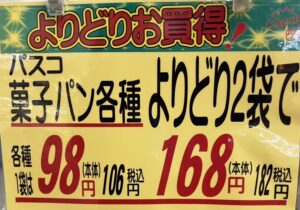 よりどりお買得!
パスコ
菓子パン各種 よりどり2袋で
各種1袋は 98円(本体) 106円税込 168円(本体) 182円税込